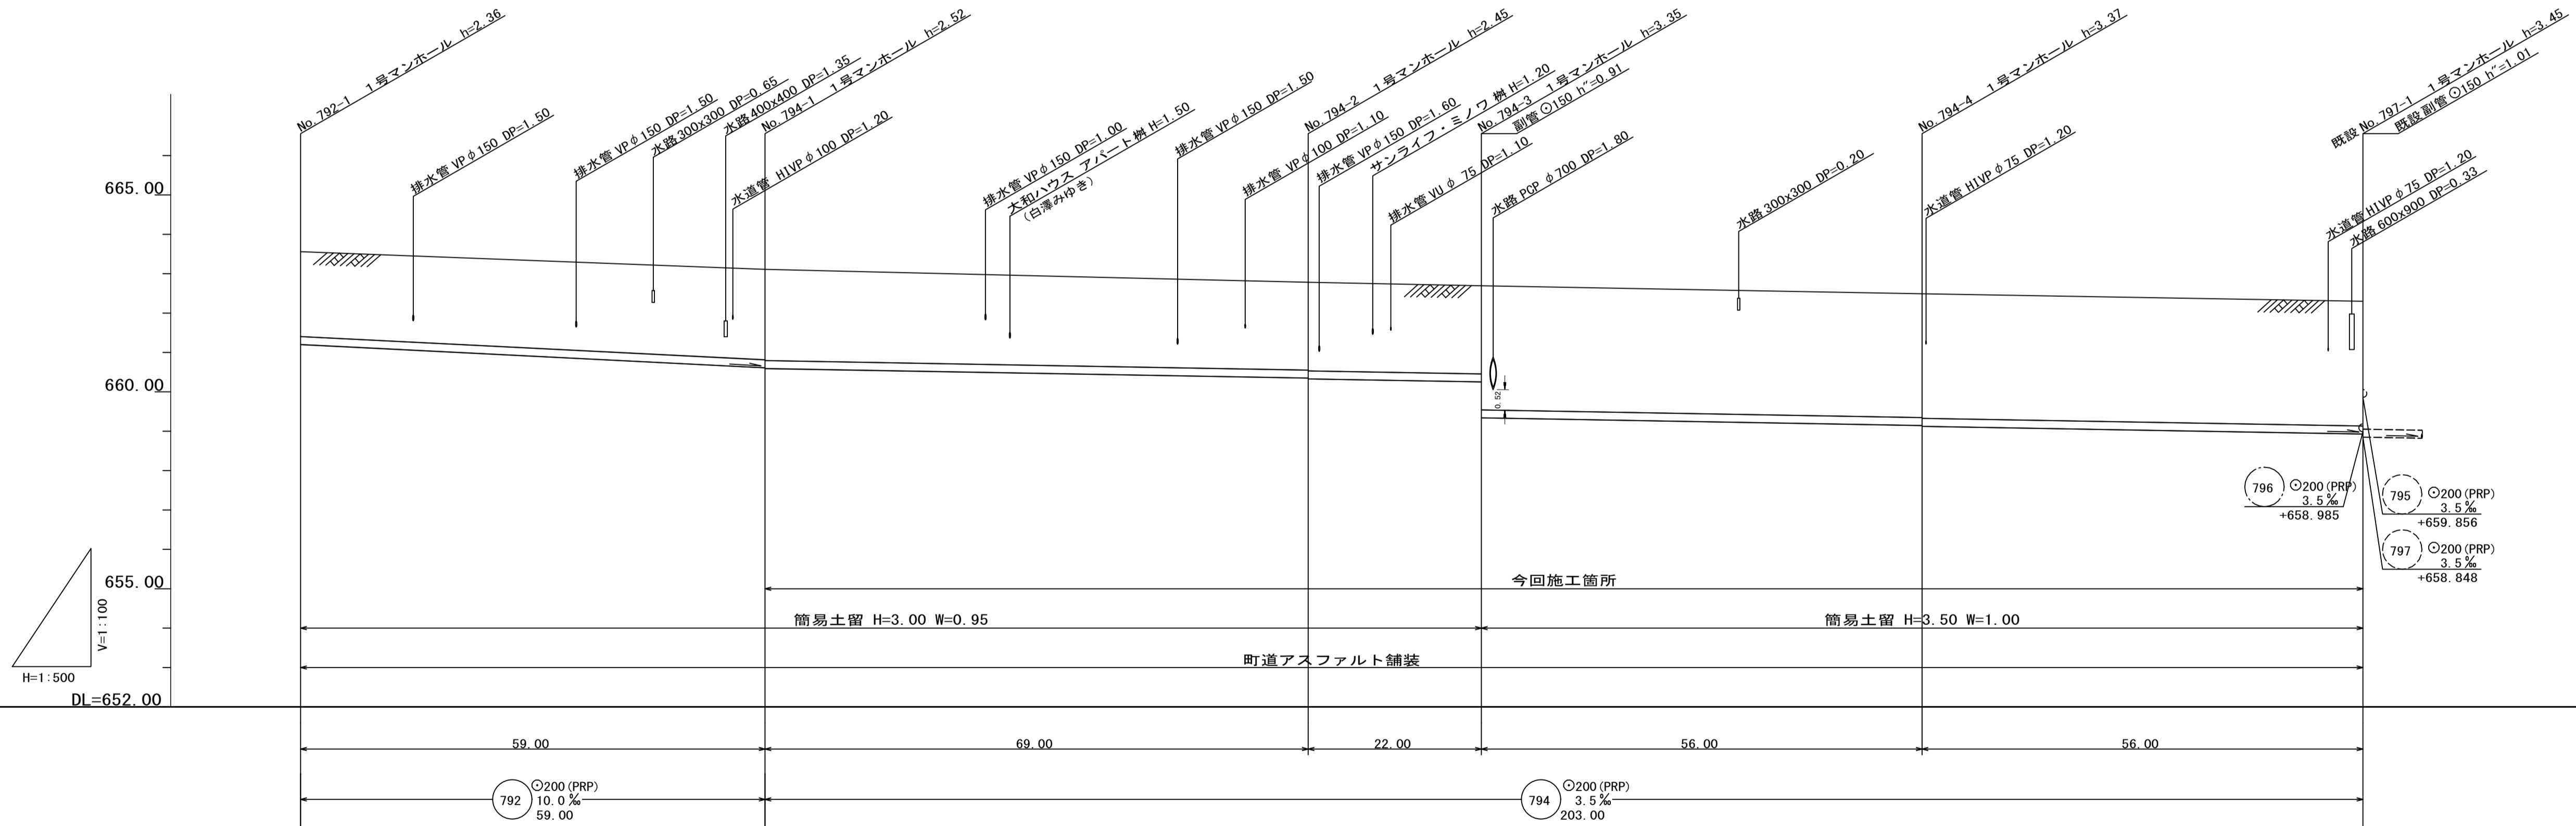 No.792-1　1号マンホール　h=2.36
排水管 VPφ150 DP=1.50
排水管 VPφ150 DP=1.50
水路300x300 DP=0.65
水路400x400 DP=1.35
No.794-1　1号マンホール　h=2.52
水道管 HIVPφ100 DP=1.20
排水管 VPφ150 DP=1.00
大和ハウス アパート桝 H=1.50
(白澤みゆき)
排水管 VPφ150 DP=1.50
排水管 VPφ100 DP=1.10
No.794-2　1号マンホール　h=2.45
排水管 VPφ150 DP=1.60
サンライフ・ミノワ 桝 H=1.20
排水管 VUφ 75 DP=1.10
No.794-3　1号マンホール　h=3.35
副管 ⊙150 h"=0.91
水路 PCP φ700 DP=1.80
水路 300x300 DP=0.20
No.794-4　1号マンホール　h=3.37
水道管 HIVPφ75 DP=1.20
既設 No.797-1　1号マンホール　h=3.45
既設副管 ⊙150 h"=1.01
水道管 HIVPφ75 DP=1.20
水路 600x900 DP=0.33
665.00
660.00
655.00
DL=652.00
V=1:100
H=1:500
0.52
796 ⊙200(PRP)
3.5‰
+658.985
795 ⊙200(PRP)
3.5‰
+659.856
797 ⊙200(PRP)
3.5‰
+658.848
今回施工箇所
簡易土留 H=3.00 W=0.95
簡易土留 H=3.50 W=1.00
町道アスファルト舗装
59.00
69.00
22.00
56.00
56.00
792 ⊙200(PRP)
10.0‰
59.00
794 ⊙200(PRP)
3.5‰
203.00